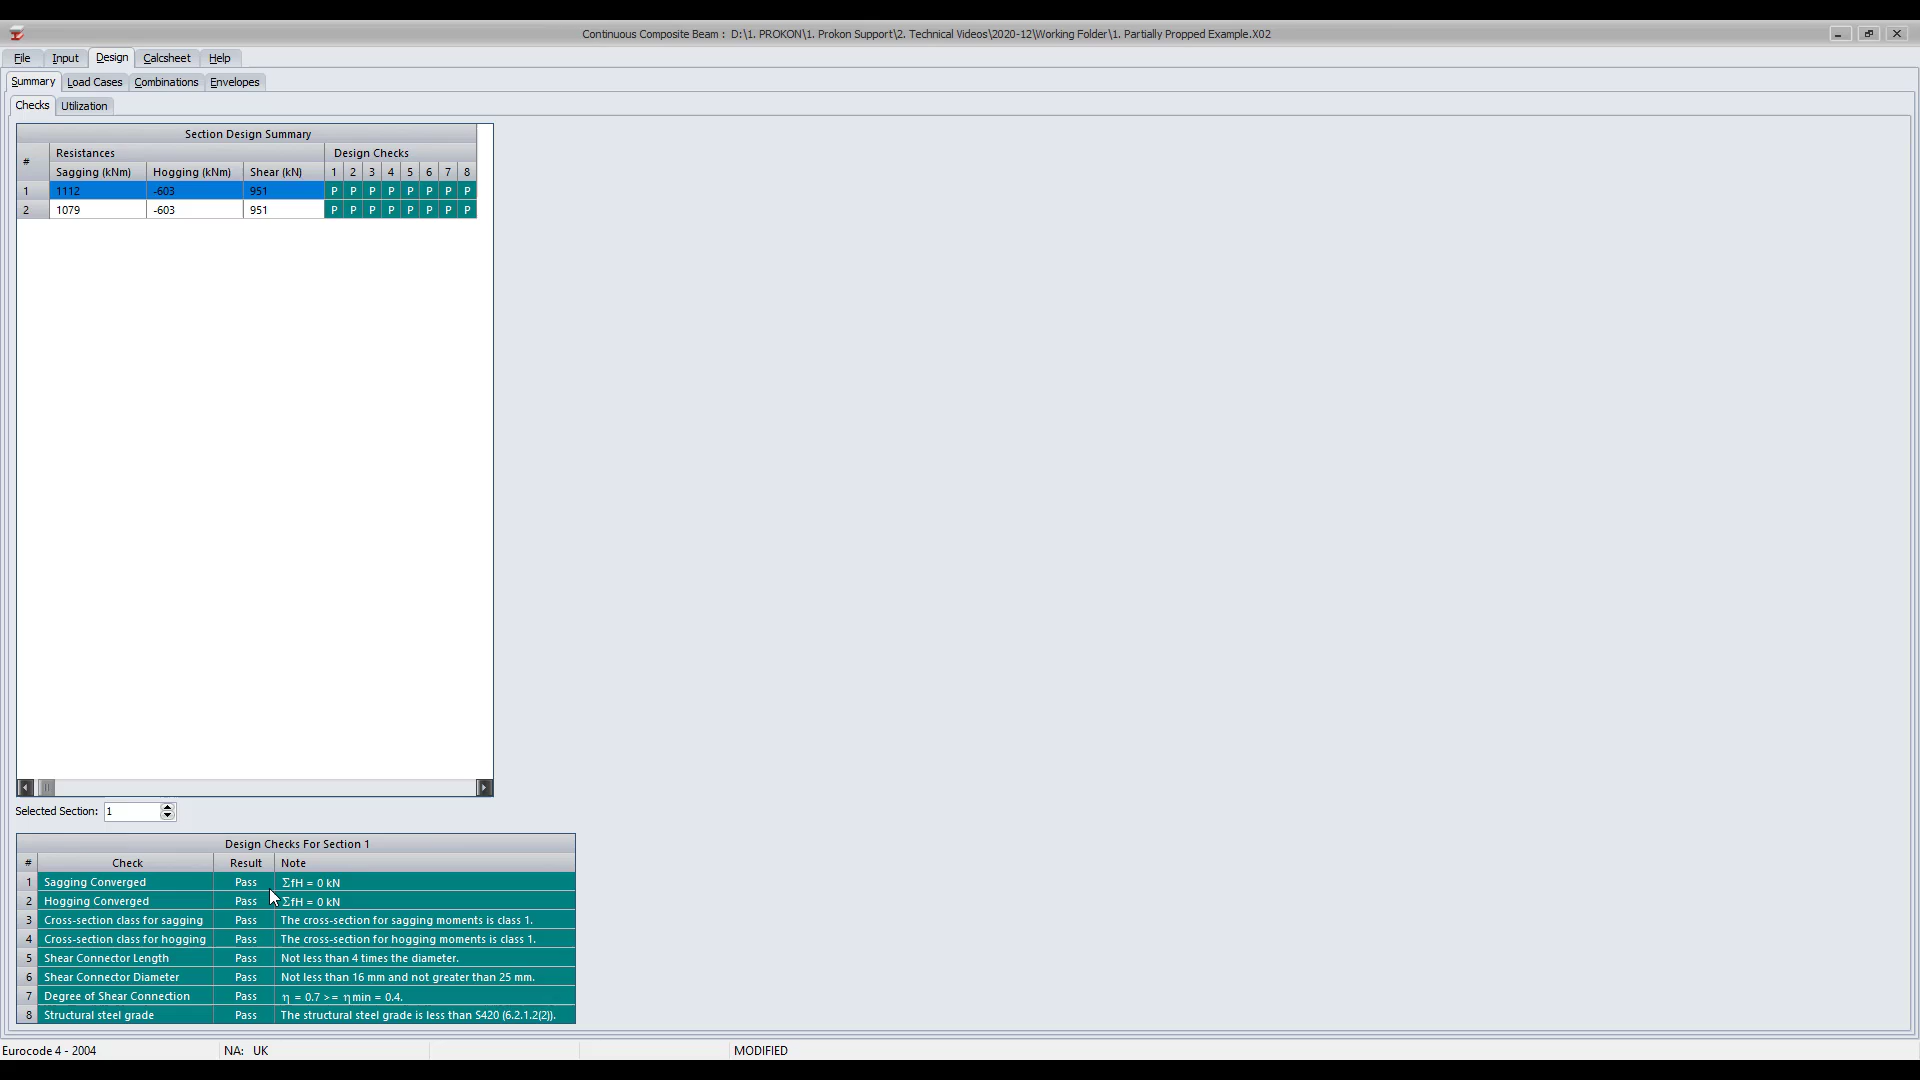 Continuous Composite Beam : D:\1. PROKON\1. Prokon Support\2. Technical Videos\2020-12\Working Folder\1. Partially Propped Example.X02
File Input Design Calcsheet Help
Summary Load Cases Combinations Envelopes
Checks Utilization
Section Design Summary
# Resistances Design Checks
Sagging (kNm) Hogging (kNm) Shear (kN) 1 2 3 4 5 6 7 8
1 1112 -603 951 P P P P P P P P
2 1079 -603 951 P P P P P P P P
Selected Section: 1
Design Checks For Section 1
# Check Result Note
1 Sagging Converged Pass ΣfH = 0 kN
2 Hogging Converged Pass ΣfH = 0 kN
3 Cross-section class for sagging Pass The cross-section for sagging moments is class 1.
4 Cross-section class for hogging Pass The cross-section for hogging moments is class 1.
5 Shear Connector Length Pass Not less than 4 times the diameter.
6 Shear Connector Diameter Pass Not less than 16 mm and not greater than 25 mm.
7 Degree of Shear Connection Pass η = 0.7 >= ηmin = 0.4.
8 Structural steel grade Pass The structural steel grade is less than S420 (6.2.1.2(2)).
Eurocode 4 - 2004 NA: UK MODIFIED